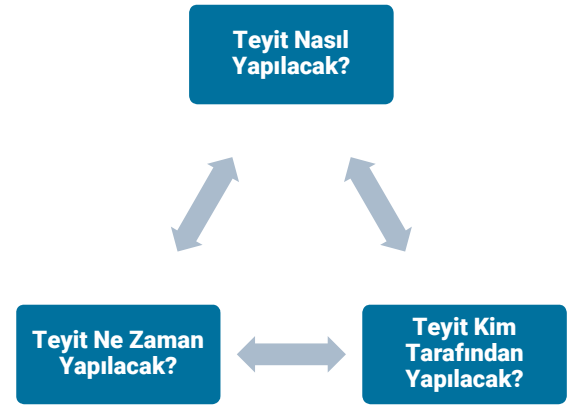 Teyit Nasıl
Yapılacak?
Teyit Ne Zaman
Yapılacak?
Teyit Kim
Tarafından
Yapılacak?